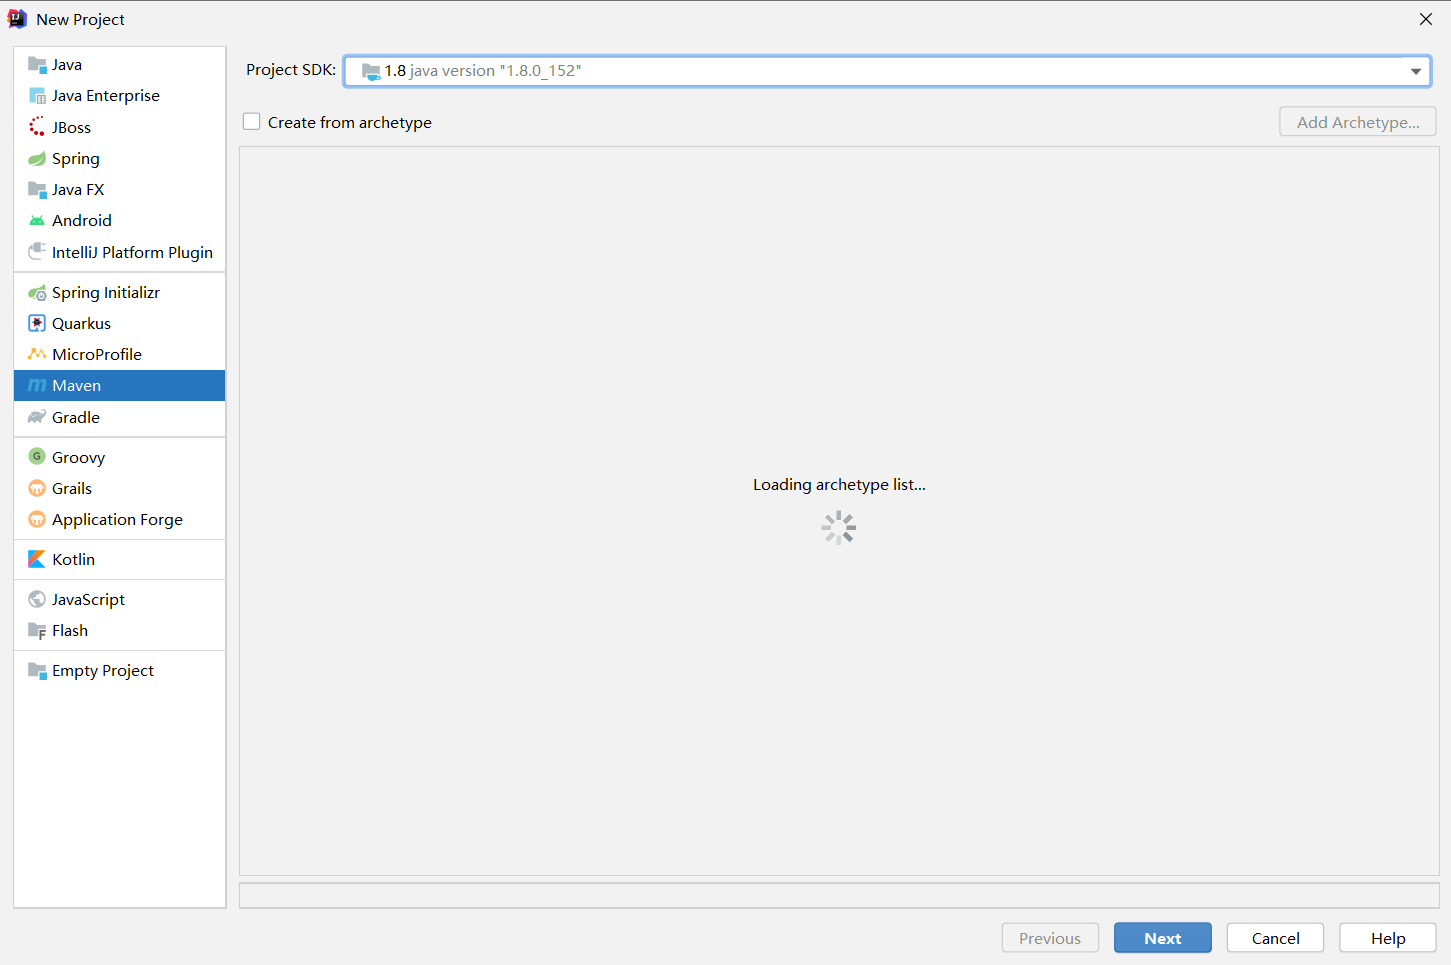 New Project
Java
Java Enterprise
JBoss
Spring
Java FX
Android
IntelliJ Platform Plugin
Spring Initializr
Quarkus
MicroProfile
Maven
Gradle
Groovy
Grails
Application Forge
Kotlin
JavaScript
Flash
Empty Project
Project SDK: 1.8 java version "1.8.0_152"
Create from archetype
Add Archetype...
Loading archetype list...
Previous
Next
Cancel
Help